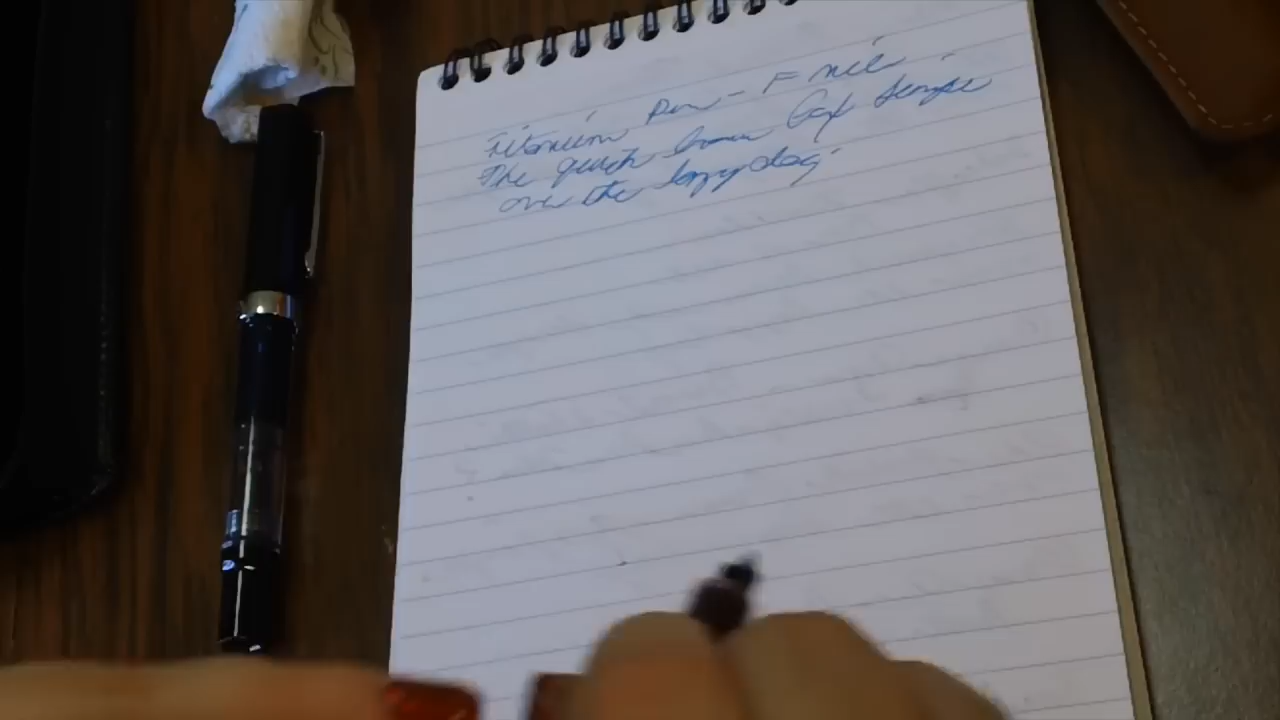 Titanium Pen - F nib
The quick brown fox jumps
over the lazy dog.